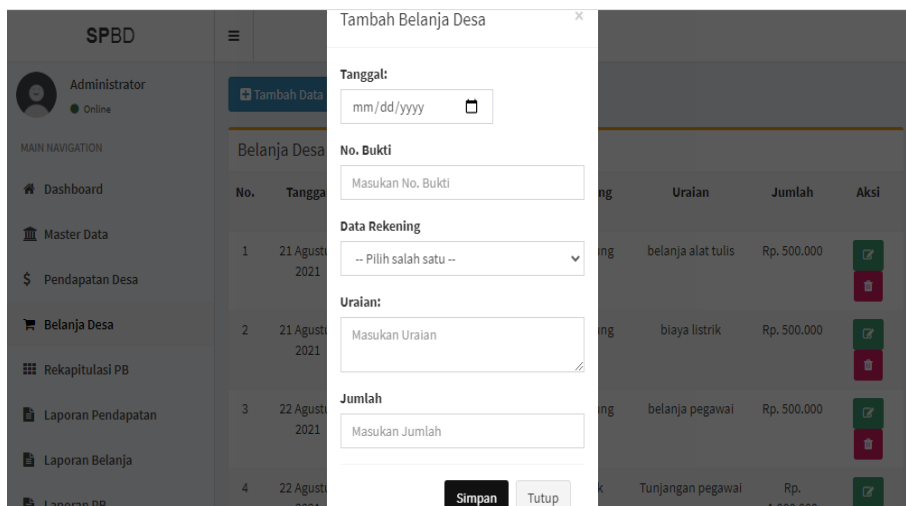 SPBD
Tambah Belanja Desa
×
Administrator
Online
Tambah Data
MAIN NAVIGATION
Dashboard
Master Data
$ Pendapatan Desa
Belanja Desa
Rekapitulasi PB
Laporan Pendapatan
Laporan Belanja
Laporan PB
Tanggal:
mm/dd/yyyy
No. Bukti
Masukan No. Bukti
Data Rekening
-- Pilih salah satu --
Uraian:
Masukan Uraian
Jumlah
Masukan Jumlah
Simpan Tutup
Belanja Desa
No. Uraian Jumlah Aksi
1 21 belanja alat tulis Rp. 500.000
2021
2 21 biaya listrik Rp. 500.000
2021
3 22 belanja pegawai Rp. 500.000
2021
4 22 Tunjangan pegawai Rp.